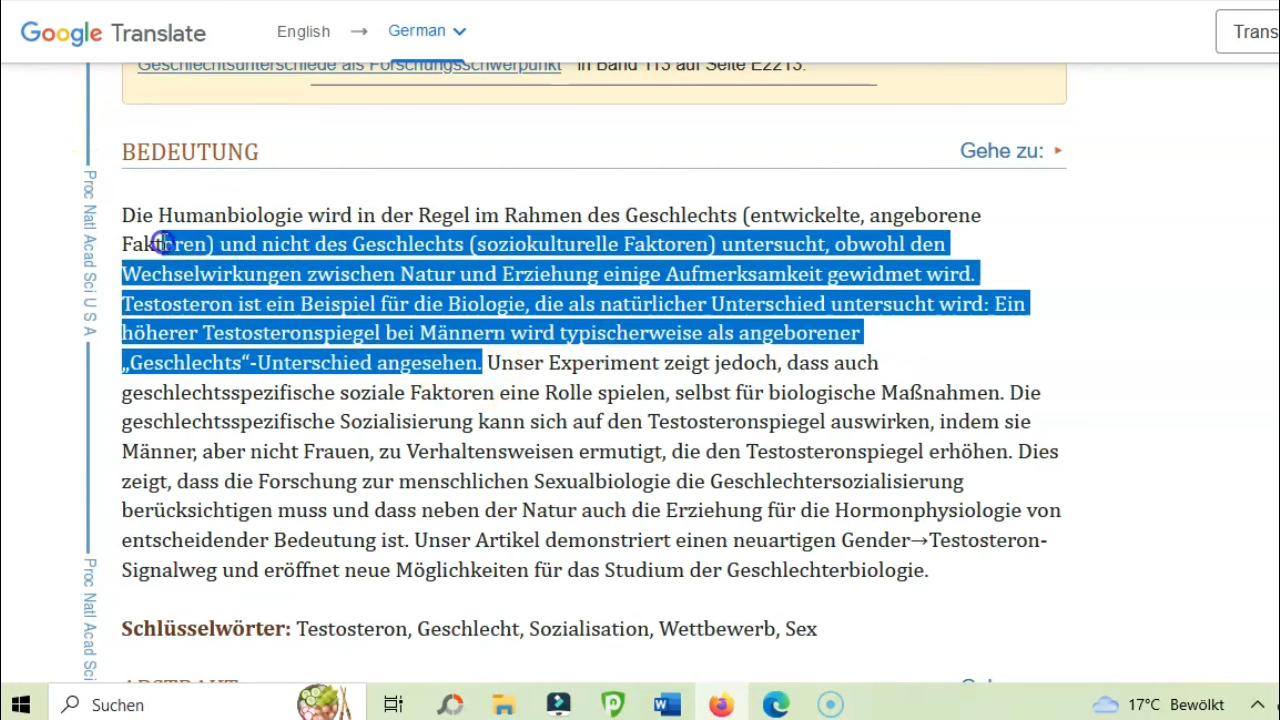 Google Translate English → German Trans
Geschlechtsunterschiede als Forschungsschwerpunkt" in Band 113 auf Seite E2213.
BEDEUTUNG Gehe zu:
Die Humanbiologie wird in der Regel im Rahmen des Geschlechts (entwickelte, angeborene
Faktoren) und nicht des Geschlechts (soziokulturelle Faktoren) untersucht, obwohl den
Wechselwirkungen zwischen Natur und Erziehung einige Aufmerksamkeit gewidmet wird.
Testosteron ist ein Beispiel für die Biologie, die als natürlicher Unterschied untersucht wird: Ein
höherer Testosteronspiegel bei Männern wird typischerweise als angeborener
„Geschlechts“-Unterschied angesehen. Unser Experiment zeigt jedoch, dass auch
geschlechtsspezifische soziale Faktoren eine Rolle spielen, selbst für biologische Maßnahmen. Die
geschlechtsspezifische Sozialisierung kann sich auf den Testosteronspiegel auswirken, indem sie
Männer, aber nicht Frauen, zu Verhaltensweisen ermutigt, die den Testosteronspiegel erhöhen. Dies
zeigt, dass die Forschung zur menschlichen Sexualbiologie die Geschlechtersozialisierung
berücksichtigen muss und dass neben der Natur auch die Erziehung für die Hormonphysiologie von
entscheidender Bedeutung ist. Unser Artikel demonstriert einen neuartigen Gender→Testosteron-
Signalweg und eröffnet neue Möglichkeiten für das Studium der Geschlechterbiologie.
Schlüsselwörter: Testosteron, Geschlecht, Sozialisation, Wettbewerb, Sex
Proc Natl Acad Sci U S A
Proc Natl Acad Sci
Suchen 17°C Bewölkt